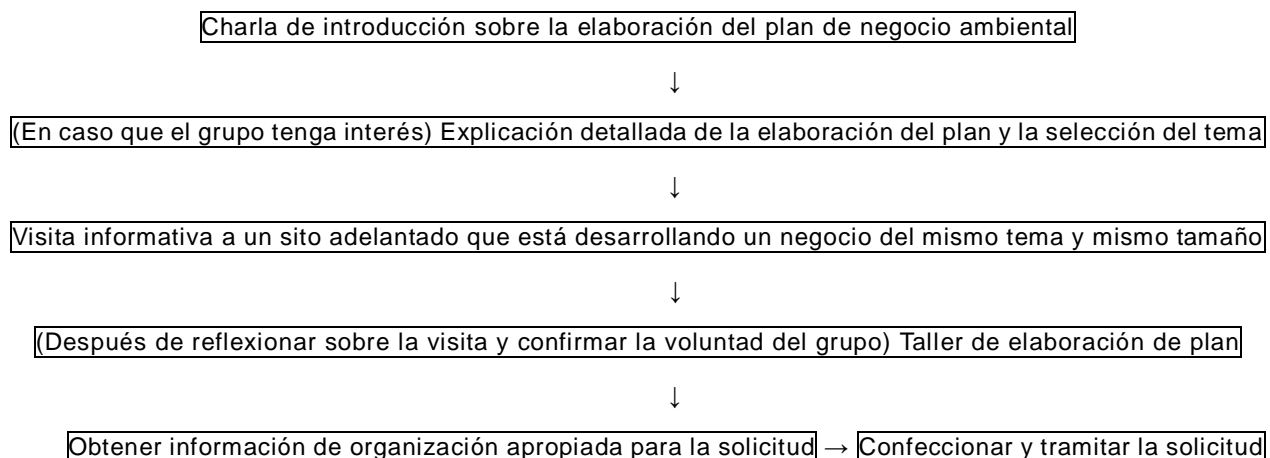 Charla de introducción sobre la elaboración del plan de negocio ambiental
↓
(En caso que el grupo tenga interés) Explicación detallada de la elaboración del plan y la selección del tema
↓
Visita informativa a un sito adelantado que está desarrollando un negocio del mismo tema y mismo tamaño
↓
(Después de reflexionar sobre la visita y confirmar la voluntad del grupo) Taller de elaboración de plan
↓
Obtener información de organización apropiada para la solicitud → Confeccionar y tramitar la solicitud